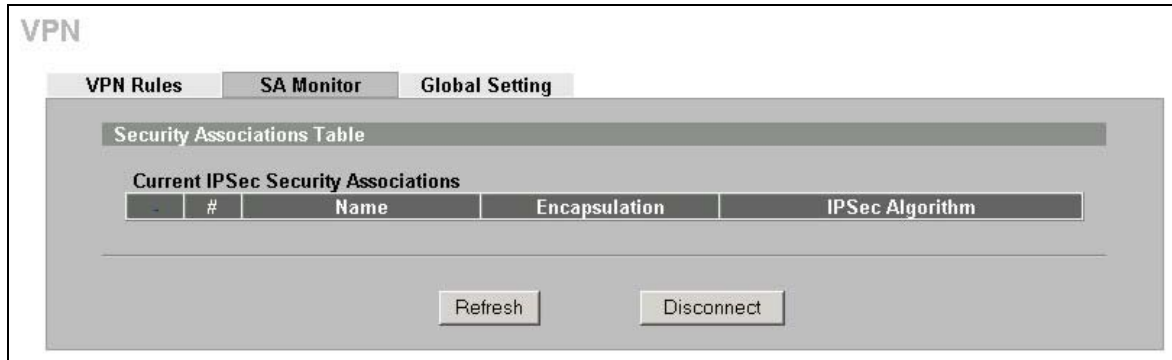 VPN
VPN Rules SA Monitor Global Setting
Security Associations Table
Current IPSec Security Associations
- # Name Encapsulation IPSec Algorithm
Refresh Disconnect